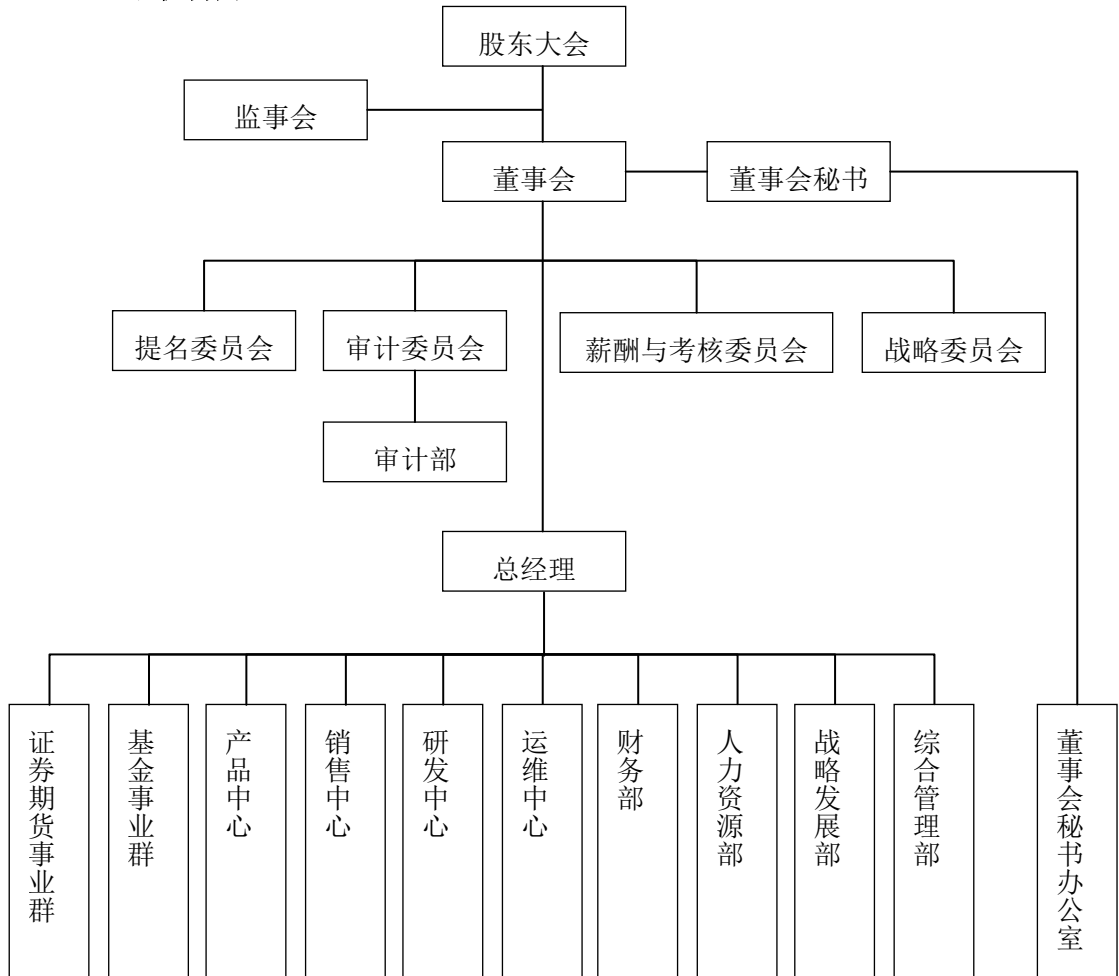 股东大会
监事会
董事会
董事会秘书
提名委员会
审计委员会
薪酬与考核委员会
战略委员会
审计部
总经理
证券期货事业群
基金事业群
产品中心
销售中心
研发中心
运维中心
财务部
人力资源部
战略发展部
综合管理部
董事会秘书办公室